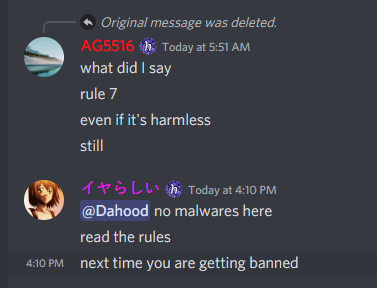 Original message was deleted.
AG5516 Today at 5:51 AM
what did I say
rule 7
even if it's harmless
still
イヤらしい Today at 4:10 PM
@Dahood no malwares here
read the rules
4:10 PM next time you are getting banned